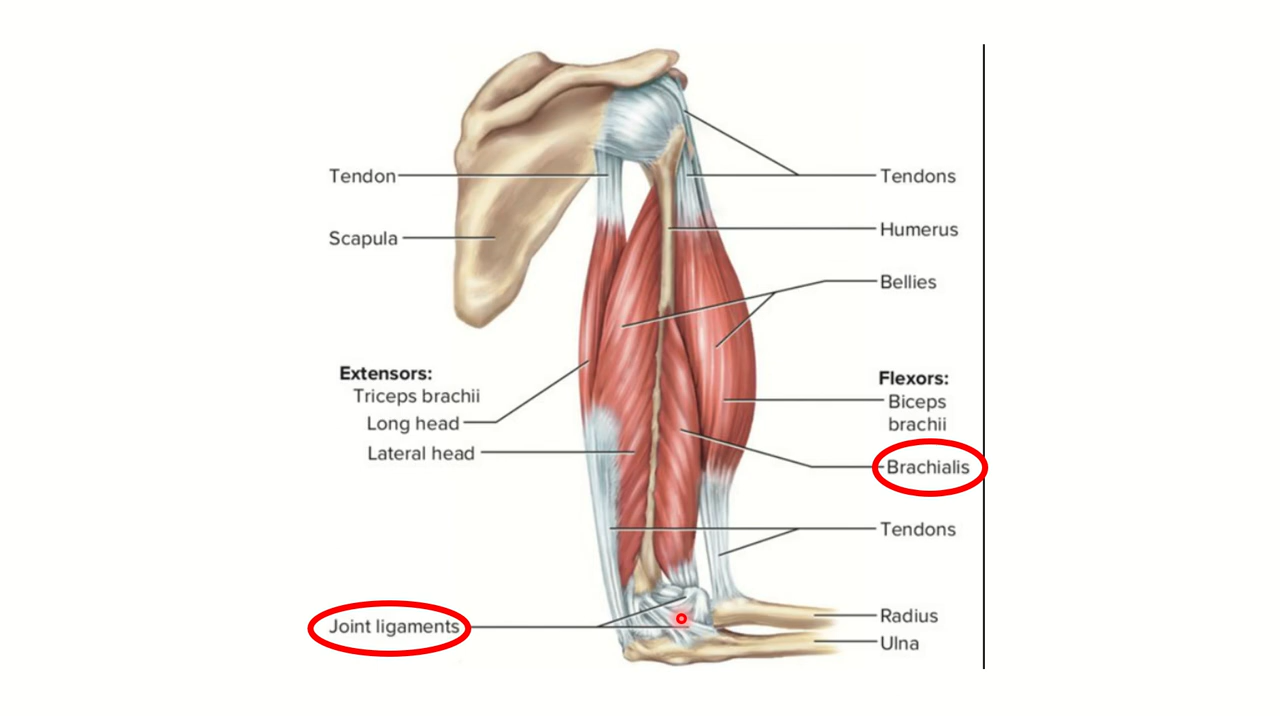 Tendon
Scapula
Extensors:
Triceps brachii
Long head
Lateral head
Joint ligaments
Tendons
Humerus
Bellies
Flexors:
Biceps
brachii
Brachialis
Tendons
Radius
Ulna